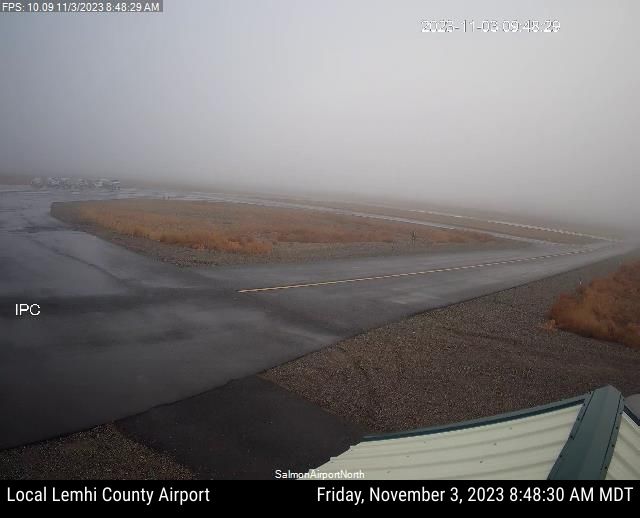 FPS: 10.09 11/3/2023 8:48:29 AM
2023-11-03 09:48:29
IPC
SalmonAirportNorth
Local Lemhi County Airport Friday, November 3, 2023 8:48:30 AM MDT